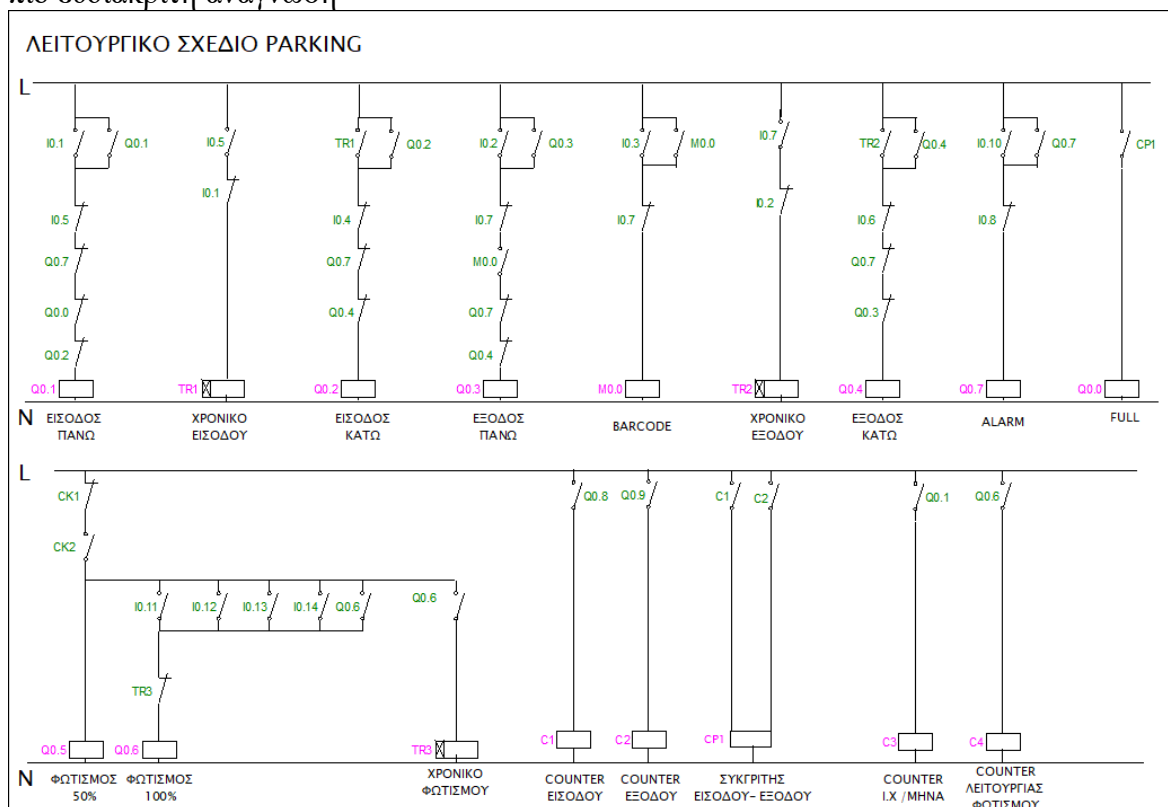 πιο ευδιάκριτη ανάγνωση
ΛΕΙΤΟΥΡΓΙΚΟ ΣΧΕΔΙΟ PARKING
L
I0.1 Q0.1 I0.5 TR1 Q0.2 I0.2 Q0.3 I0.3 M0.0 I0.7 TR2 Q0.4 I0.10 Q0.7 CP1
I0.1 I0.2
I0.5 I0.4 I0.7 I0.7 I0.6 I0.8
Q0.7 Q0.7 M0.0 Q0.7
Q0.0 Q0.4 Q0.7 Q0.3
Q0.2 Q0.4
Q0.1 TR1 Q0.2 Q0.3 M0.0 TR2 Q0.4 Q0.7 Q0.0
N ΕΙΣΟΔΟΣ ΧΡΟΝΙΚΟ ΕΙΣΟΔΟΣ ΕΞΟΔΟΣ BARCODE ΧΡΟΝΙΚΟ ΕΞΟΔΟΣ ALARM FULL
ΠΑΝΩ ΕΙΣΟΔΟΥ ΚΑΤΩ ΠΑΝΩ ΕΞΟΔΟΥ ΚΑΤΩ
L
CK1 Q0.8 Q0.9 C1 C2 Q0.1 Q0.6
CK2
I0.11 I0.12 I0.13 I0.14 Q0.6 Q0.6
TR3
Q0.5 Q0.6 TR3 C1 C2 CP1 C3 C4
N ΦΩΤΙΣΜΟΣ ΦΩΤΙΣΜΟΣ ΧΡΟΝΙΚΟ COUNTER COUNTER ΣΥΚΓΡΙΤΗΣ COUNTER COUNTER
50% 100% ΦΩΤΙΣΜΟΥ ΕΙΣΟΔΟΥ ΕΞΟΔΟΥ ΕΙΣΟΔΟΥ- ΕΞΟΔΟΥ Ι.Χ /ΜΗΝΑ ΛΕΙΤΟΥΡΓΙΑΣ
ΦΩΤΙΣΜΟΥ